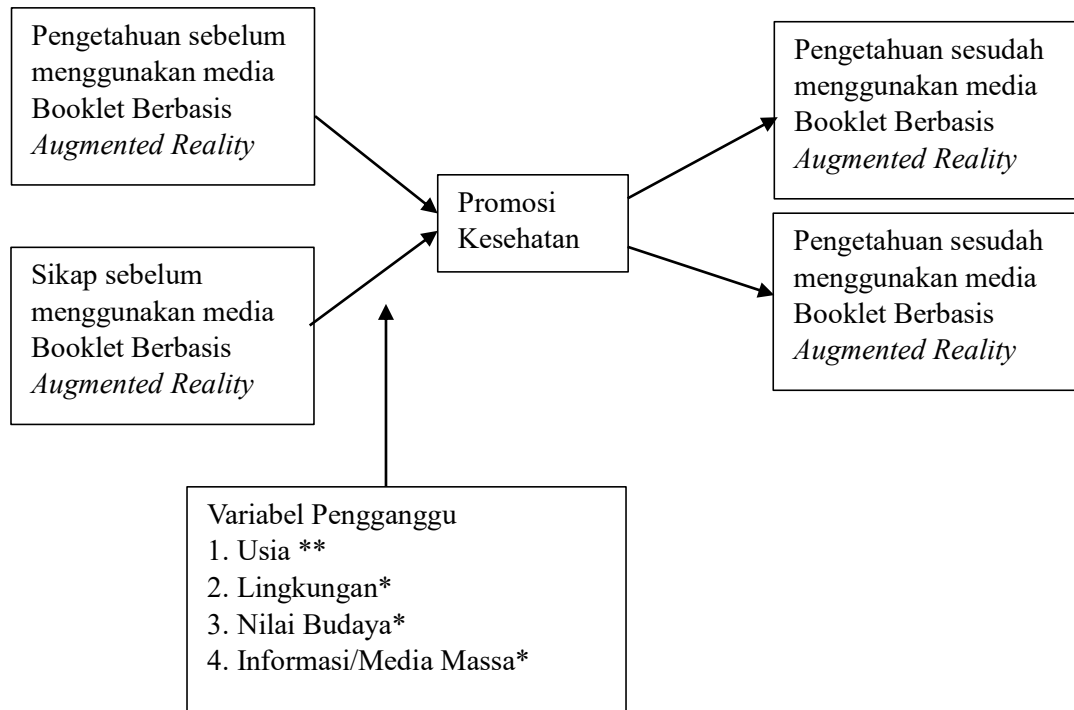 Pengetahuan sebelum
menggunakan media
Booklet Berbasis
Augmented Reality
Sikap sebelum
menggunakan media
Booklet Berbasis
Augmented Reality
Promosi
Kesehatan
Pengetahuan sesudah
menggunakan media
Booklet Berbasis
Augmented Reality
Pengetahuan sesudah
menggunakan media
Booklet Berbasis
Augmented Reality
Variabel Pengganggu
1. Usia **
2. Lingkungan*
3. Nilai Budaya*
4. Informasi/Media Massa*